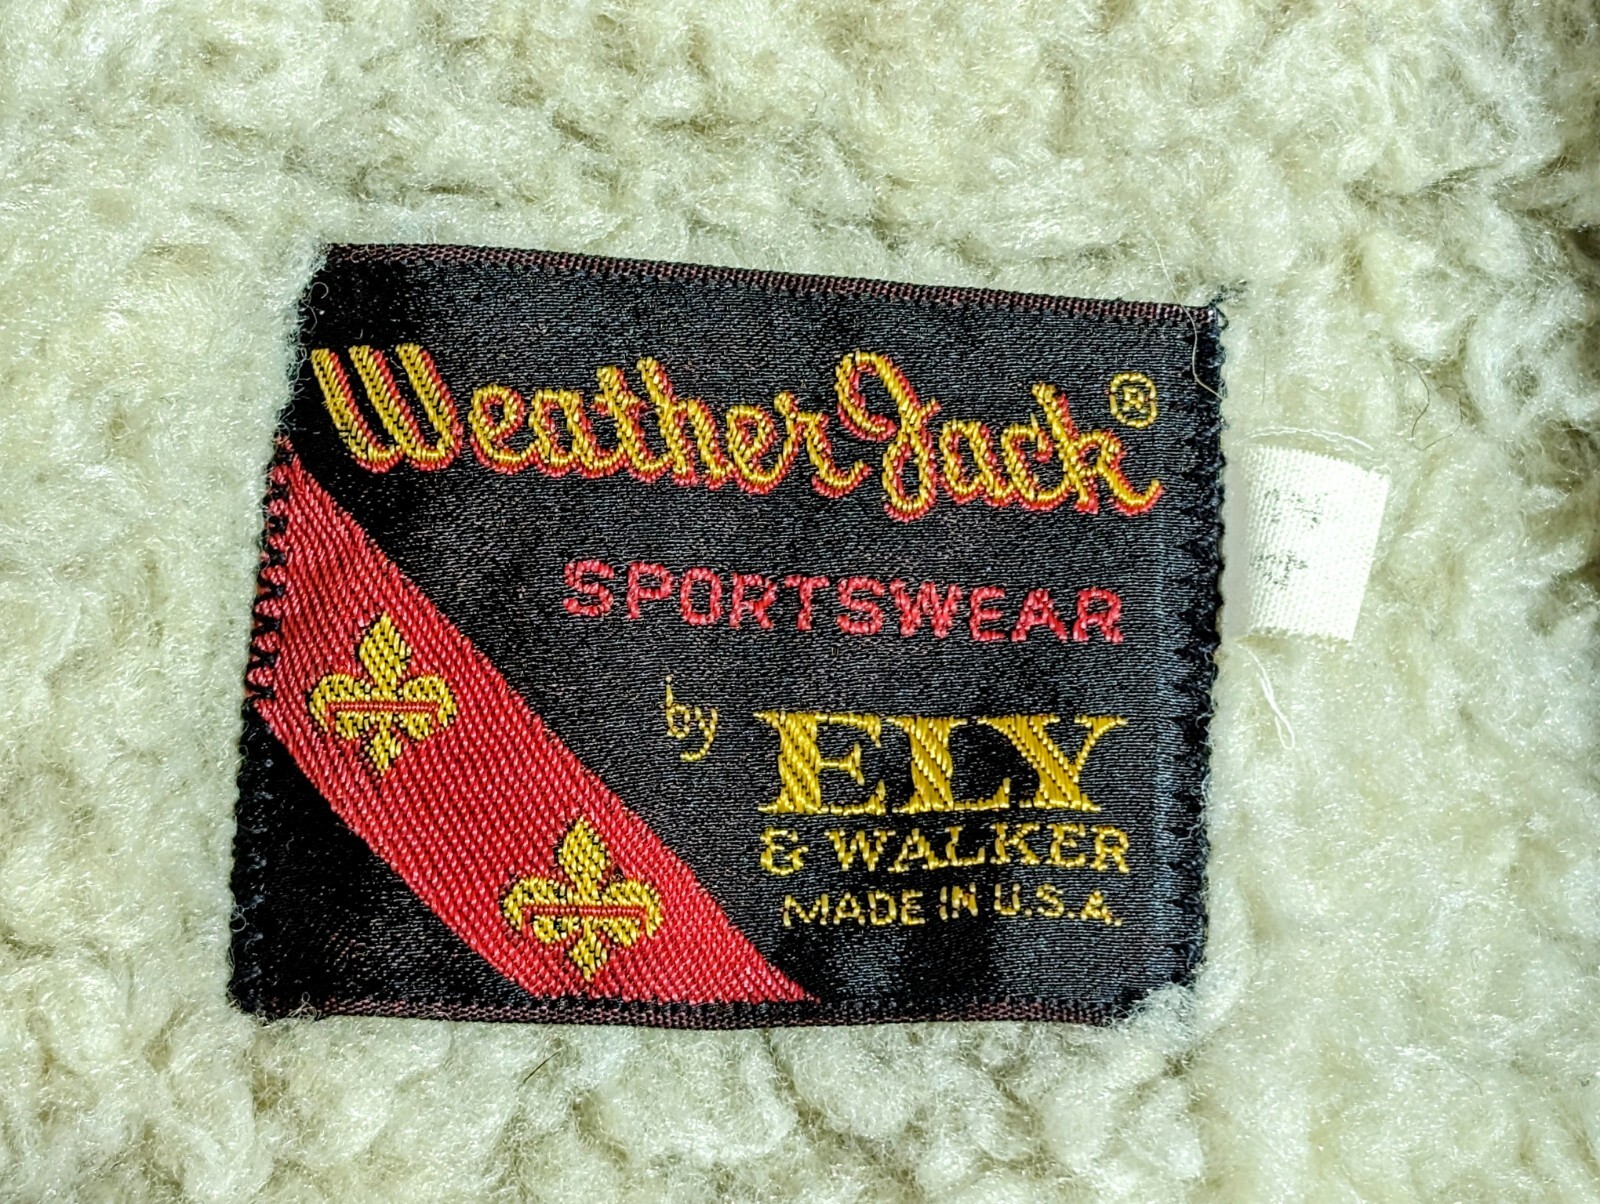 WeatherJack®
SPORTSWEAR
by ELY
& WALKER
MADE IN U.S.A.